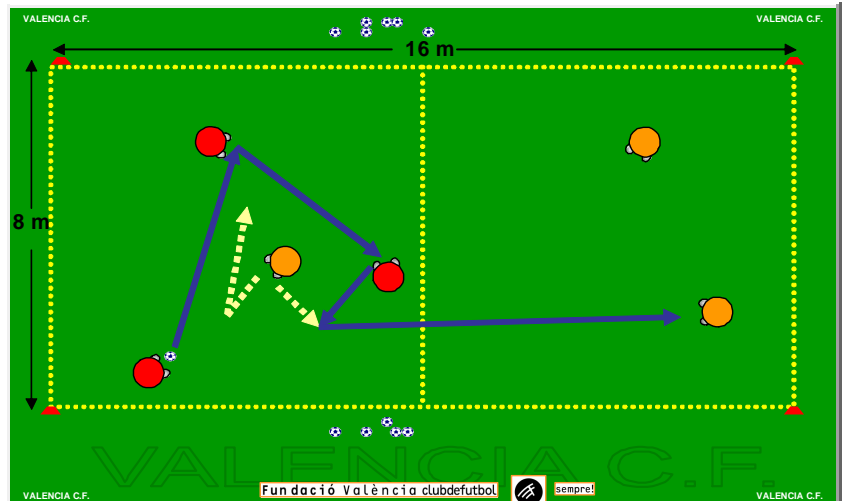 VALENCIA C.F.
VALENCIA C.F.
16 m
8 m
VALENCIA C.F.
Fundació València clubdefutbol
sempre!
VALENCIA C.F.
VALENCIA C.F.